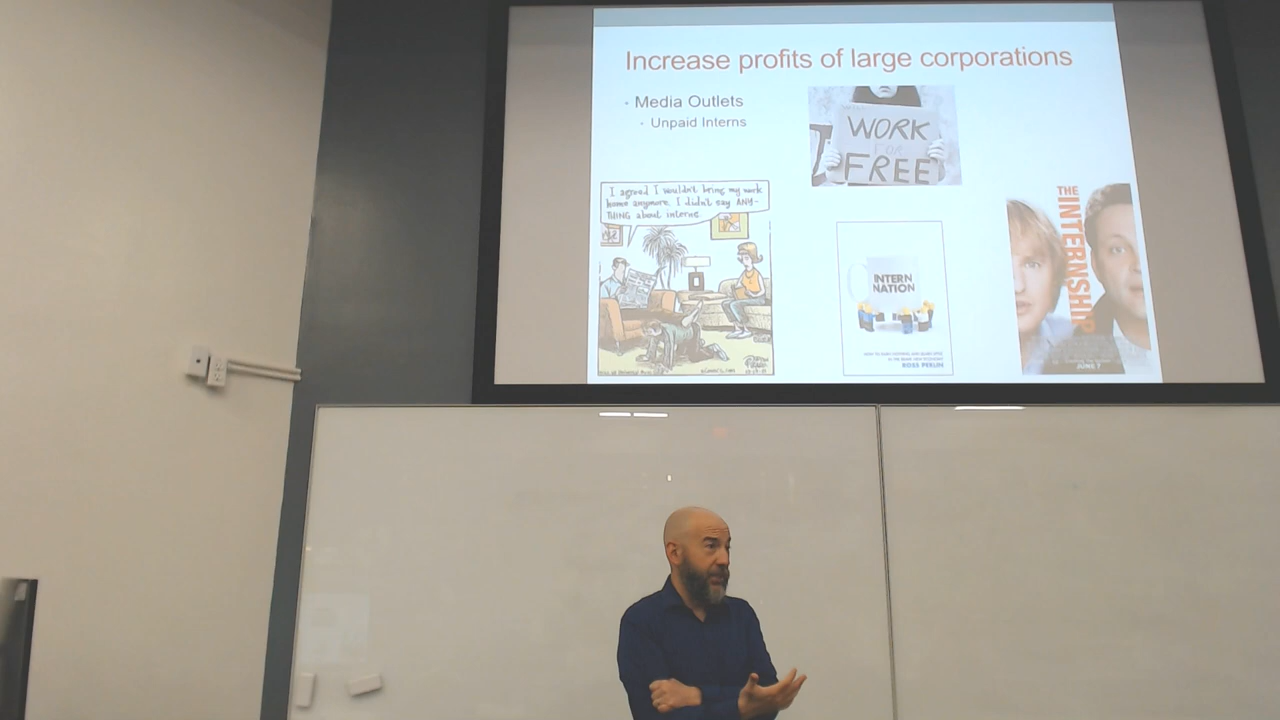 Increase profits of large corporations
Media Outlets
Unpaid Interns
WORK
FOR
FREE
I agreed I wouldn't bring my work
home anymore. I didn't say ANY-
THING about interns
INTERN
NATION
ROSS PERLIN
THE
INTERNSHIP
JUNE 7